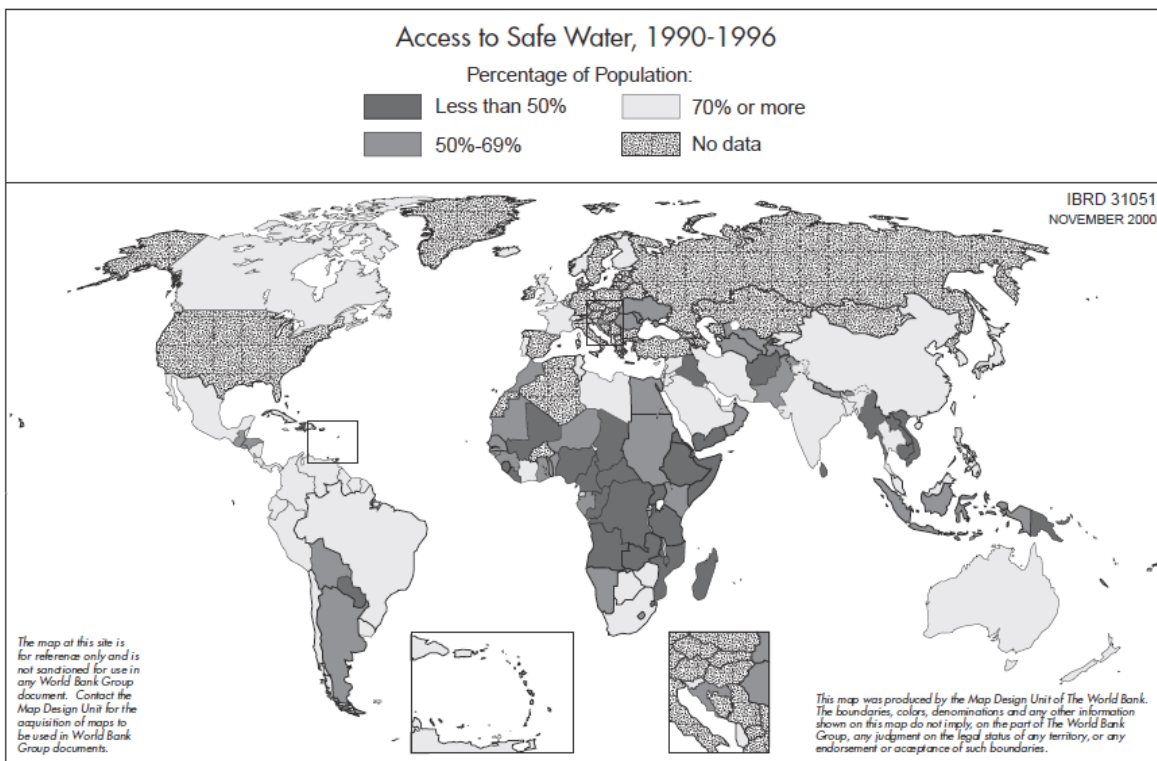 Access to Safe Water, 1990-1996
Percentage of Population:
Less than 50%
70% or more
50%-69%
No data
IBRD 31051
NOVEMBER 2000
The map at this site is
for reference only and is
not sanctioned for use in
any World Bank Group
document. Contact the
Map Design Unit for the
acquisition of maps to
be used in World Bank
Group documents.
This map was produced by the Map Design Unit of The World Bank.
The boundaries, colors, denominations and any other information
shown on this map do not imply, on the part of The World Bank
Group, any judgment on the legal status of any territory, or any
endorsement or acceptance of such boundaries.